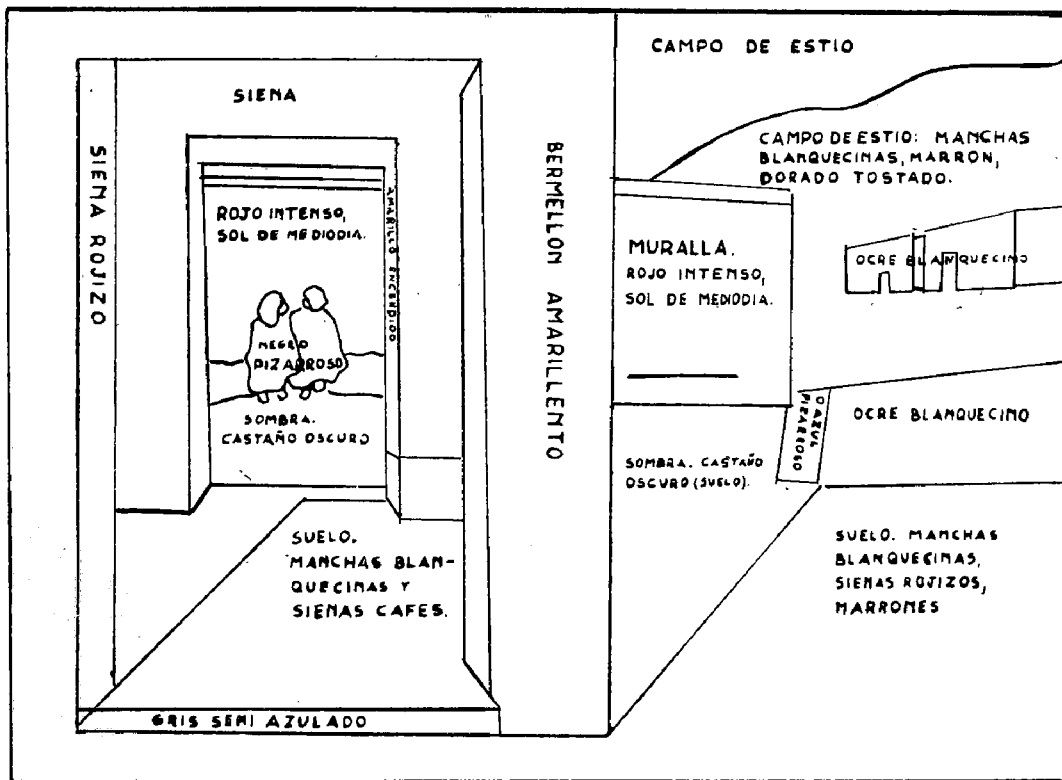 CAMPO DE ESTIO
SIENA
SIENA ROJIZO
ROJO INTENSO,
SOL DE MEDIODIA.
AMARILLO ENCENDIDO
NEGRO
PIZARROSO
SOMBRA.
CASTAÑO OSCURO
SUELO.
MANCHAS BLAN-
QUECINAS Y
SIENAS CAFES.
GRIS SEMI AZULADO
BERMELLON AMARILLENTO
CAMPO DE ESTIO: MANCHAS
BLANQUECINAS, MARRON,
DORADO TOSTADO.
MURALLA.
ROJO INTENSO,
SOL DE MEDIODIA.
OCRE BLANQUECINO
OCRE BLANQUECINO
O AZUL
PIZARROSO
SOMBRA. CASTAÑO
OSCURO (SUELO).
SUELO. MANCHAS
BLANQUECINAS,
SIENAS ROJIZOS,
MARRONES